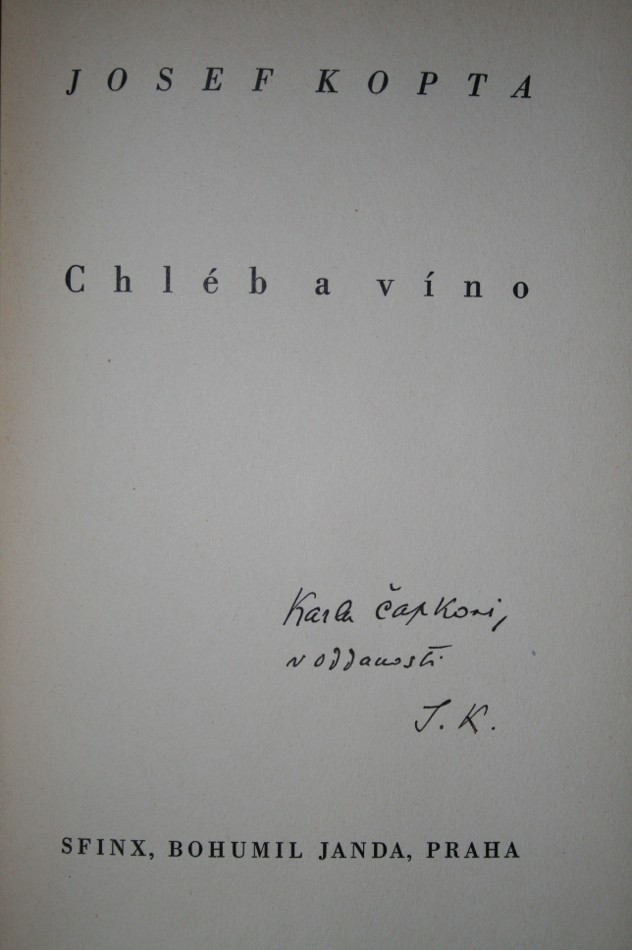 JOSEF KOPTA
Chléb a víno
Karlu Čapkovi,
v oddanosti
J. K.
SFINX, BOHUMIL JANDA, PRAHA